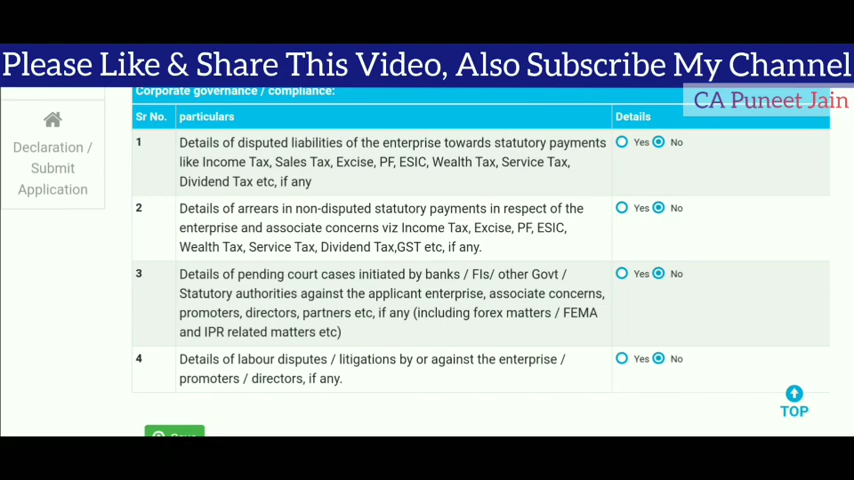 Please Like & Share This Video, Also Subscribe My Channel
CA Puneet Jain
Corporate governance / compliance:
Sr No. particulars Details
Declaration /
Submit
Application
1 Details of disputed liabilities of the enterprise towards statutory payments Yes No
like Income Tax, Sales Tax, Excise, PF, ESIC, Wealth Tax, Service Tax,
Dividend Tax etc, if any
2 Details of arrears in non-disputed statutory payments in respect of the Yes No
enterprise and associate concerns viz Income Tax, Excise, PF, ESIC,
Wealth Tax, Service Tax, Dividend Tax,GST etc, if any.
3 Details of pending court cases initiated by banks / FIs/ other Govt / Yes No
Statutory authorities against the applicant enterprise, associate concerns,
promoters, directors, partners etc, if any (including forex matters / FEMA
and IPR related matters etc)
4 Details of labour disputes / litigations by or against the enterprise / Yes No
promoters / directors, if any.
TOP